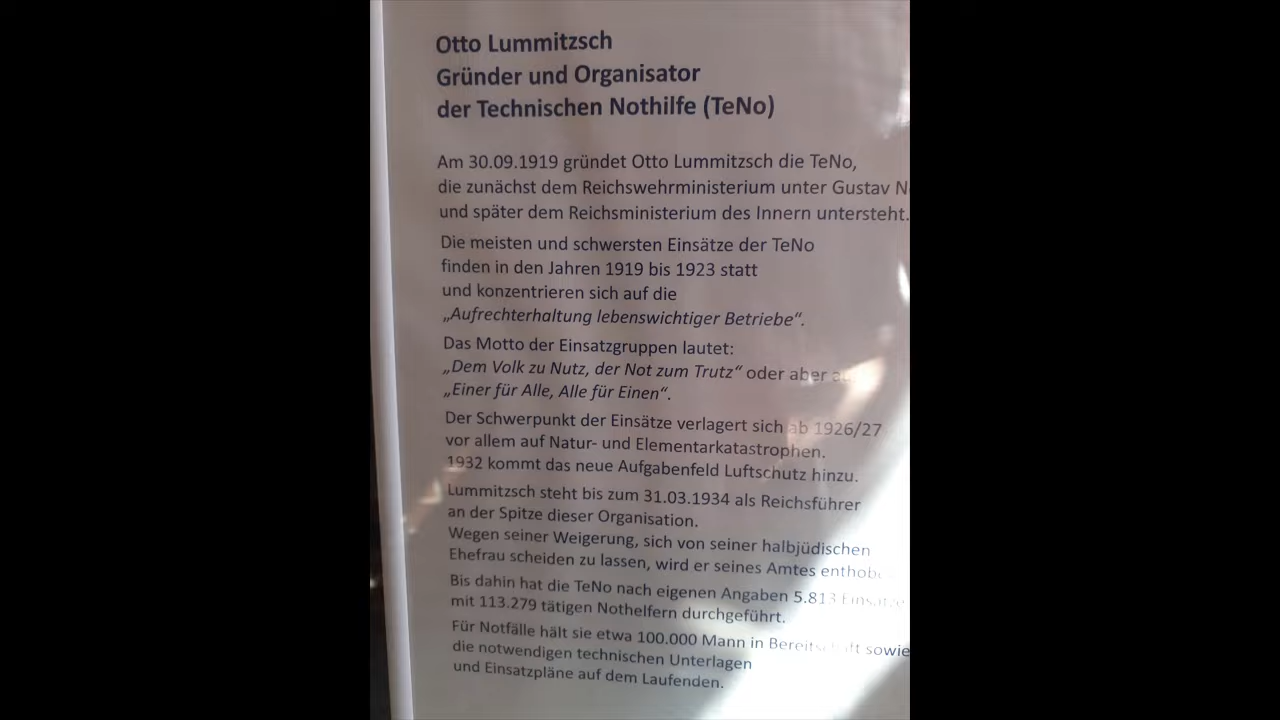 Otto Lummitzsch
Gründer und Organisator
der Technischen Nothilfe (TeNo)
Am 30.09.1919 gründet Otto Lummitzsch die TeNo,
die zunächst dem Reichswehrministerium unter Gustav
und später dem Reichsministerium des Innern untersteht.
Die meisten und schwersten Einsätze der TeNo
finden in den Jahren 1919 bis 1923 statt
und konzentrieren sich auf die
„Aufrechterhaltung lebenswichtiger Betriebe“.
Das Motto der Einsatzgruppen lautet:
„Dem Volk zu Nutz, der Not zum Trutz“ oder aber
„Einer für Alle, Alle für Einen“.
Der Schwerpunkt der Einsätze verlagert sich ab 1926/27
vor allem auf Natur- und Elementarkatastrophen.
1932 kommt das neue Aufgabenfeld Luftschutz hinzu.
Lummitzsch steht bis zum 31.03.1934 als Reichsführer
an der Spitze dieser Organisation.
Wegen seiner Weigerung, sich von seiner halbjüdischen
Ehefrau scheiden zu lassen, wird er seines Amtes
Bis dahin hat die TeNo nach eigenen Angaben 5.813 Einsätze
mit 113.279 tätigen Nothelfern durchgeführt.
Für Notfälle hält sie etwa 100.000 Mann in Bereitschaft sowie
die notwendigen technischen Unterlagen
und Einsatzpläne auf dem Laufenden.